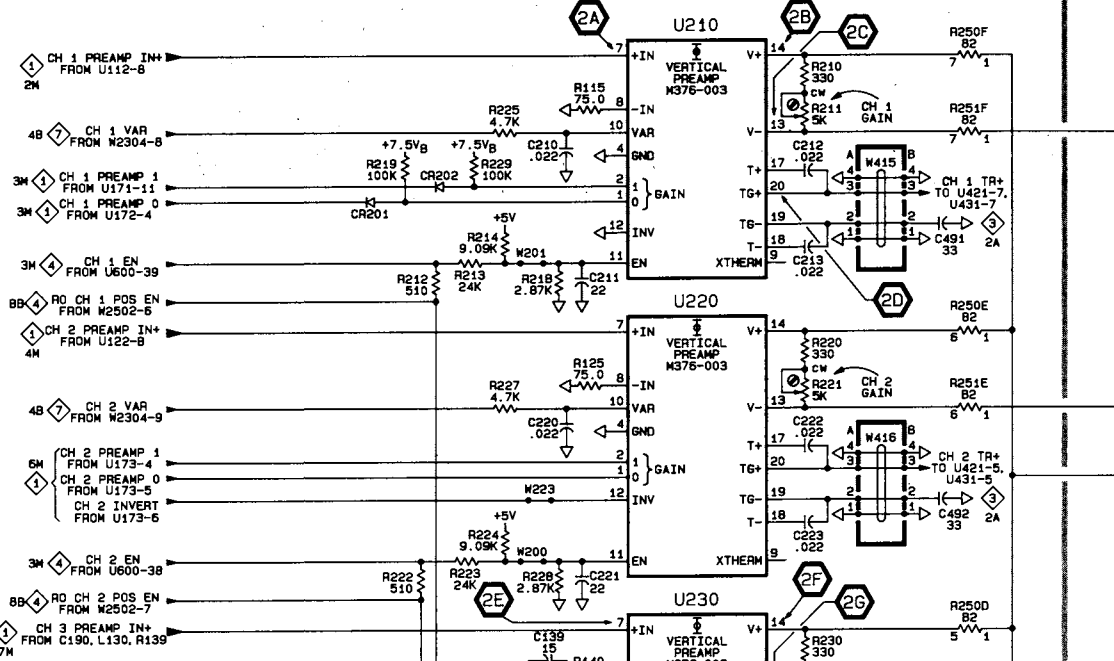 2A
U210
2B
2C
R250F
82
7
1
CH 1 PREAMP IN+
FROM U112-8
1
2M
7
+IN
VERTICAL
PREAMP
M376-003
V+
14
R210
330
CW
R211
5K
CH 1
GAIN
R115
75.0
8
-IN
R225
4.7K
4B
7
CH 1 VAR
FROM W2304-8
10
VAR
V-
13
R251F
82
7
1
C210
.022
4
GND
+7.5VB
+7.5VB
R219
100K
CR202
R229
100K
3M
1
CH 1 PREAMP 1
FROM U171-11
2
1
3M
1
CH 1 PREAMP 0
FROM U172-4
1
0
GAIN
CR201
C212
.022
T+
17
TG+
20
TG-
19
T-
18
C213
.022
A
B
W415
4
4
3
3
2
2
1
1
CH 1 TR+
TO U421-7,
U431-7
3
2A
C491
33
+5V
R214
9.09K
12
INV
3M
4
CH 1 EN
FROM U600-39
W201
11
EN
XTHERM
9
R212
510
R213
24K
R218
2.87K
C211
22
8B
4
RO CH 1 POS EN
FROM W2502-6
2D
U220
R250E
82
6
1
1
4M
CH 2 PREAMP IN+
FROM U122-8
7
+IN
VERTICAL
PREAMP
M376-003
V+
14
R220
330
CW
R221
5K
CH 2
GAIN
R125
75.0
8
-IN
R227
4.7K
4B
7
CH 2 VAR
FROM W2304-9
10
VAR
V-
13
R251E
82
6
1
C220
.022
4
GND
6M
1
CH 2 PREAMP 1
FROM U173-4
CH 2 PREAMP 0
FROM U173-5
CH 2 INVERT
FROM U173-6
2
1
1
0
GAIN
W223
12
INV
C222
.022
T+
17
TG+
20
TG-
19
T-
18
C223
.022
A
B
W416
4
4
3
3
2
2
1
1
CH 2 TR+
TO U421-5,
U431-5
3
2A
C492
33
+5V
R224
9.09K
3M
4
CH 2 EN
FROM U600-38
W200
11
EN
XTHERM
9
R222
510
R223
24K
R228
2.87K
C221
22
8B
4
RO CH 2 POS EN
FROM W2502-7
2E
U230
2F
2G
R250D
82
5
1
1
7M
CH 3 PREAMP IN+
FROM C190, L130, R139
7
+IN
VERTICAL
PREAMP
V+
14
R230
330
C139
15